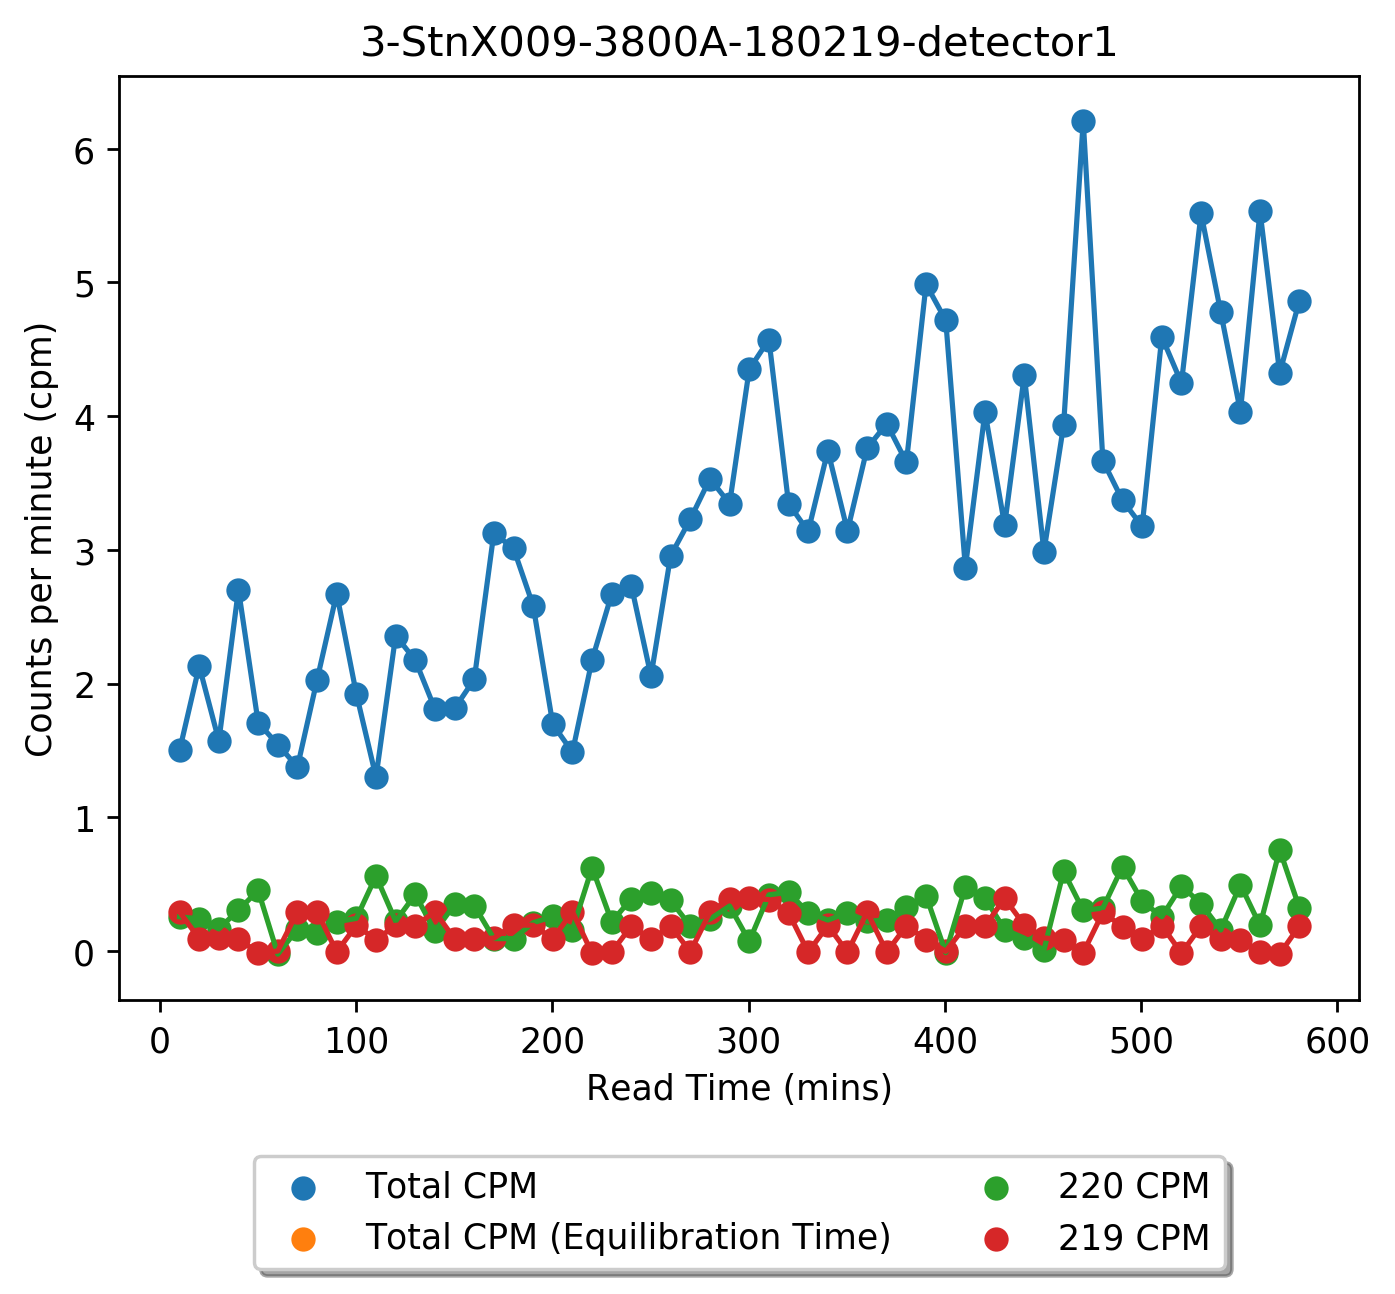 3-StnX009-3800A-180219-detector1
Counts per minute (cpm)
6
5
4
3
2
1
0
0 100 200 300 400 500 600
Read Time (mins)
Total CPM
Total CPM (Equilibration Time)
220 CPM
219 CPM